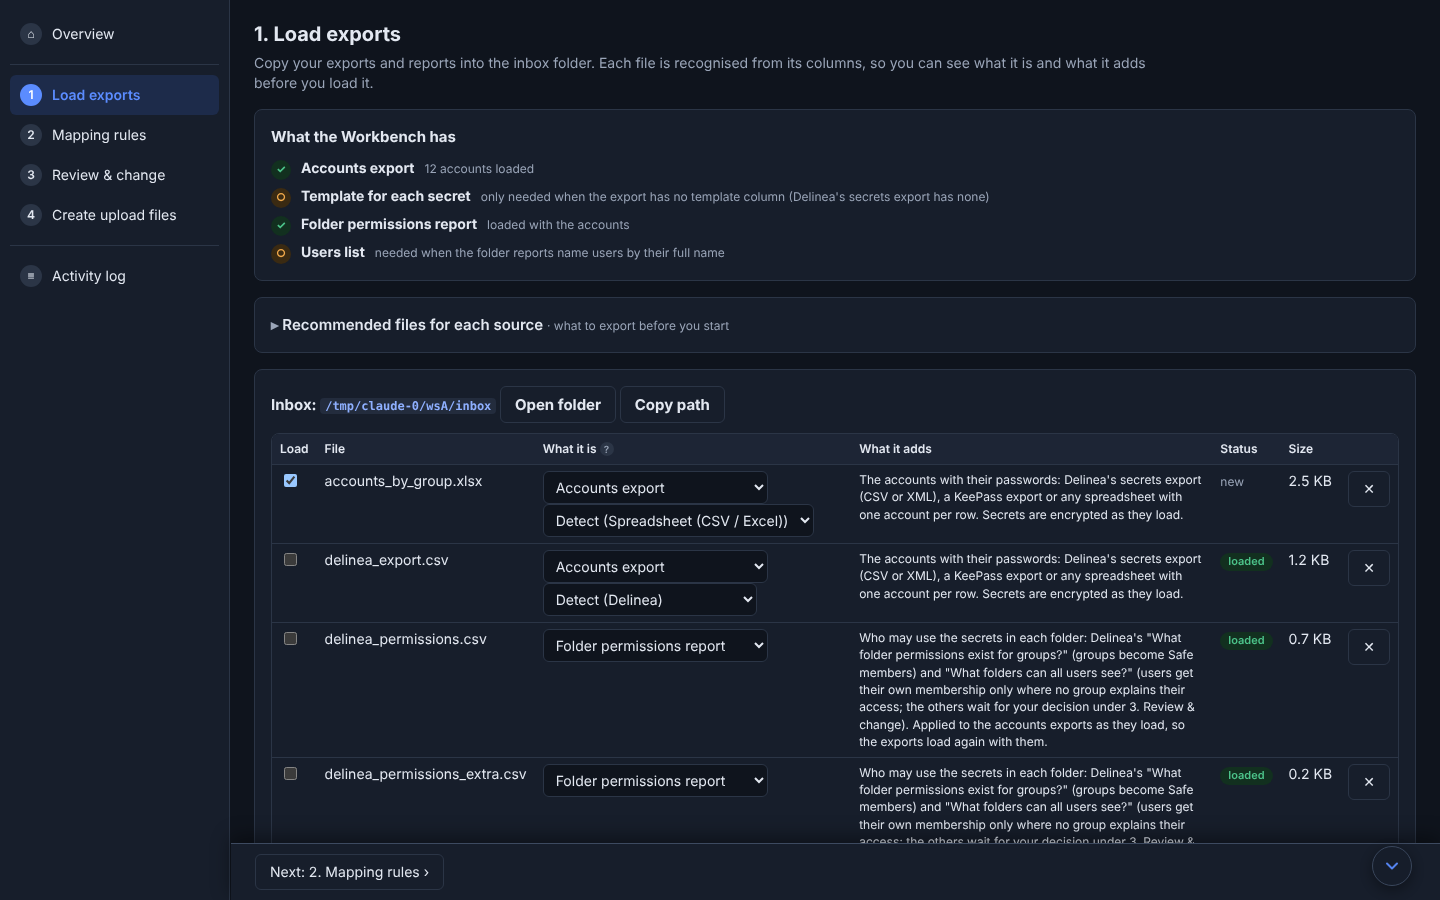 Overview
1 Load exports
2 Mapping rules
3 Review & change
4 Create upload files
Activity log
1. Load exports
Copy your exports and reports into the inbox folder. Each file is recognised from its columns, so you can see what it is and what it adds
before you load it.
What the Workbench has
Accounts export 12 accounts loaded
Template for each secret only needed when the export has no template column (Delinea's secrets export has none)
Folder permissions report loaded with the accounts
Users list needed when the folder reports name users by their full name
▸ Recommended files for each source · what to export before you start
Inbox: /tmp/claude-0/wsA/inbox Open folder Copy path
Load File What it is ? What it adds Status Size
accounts_by_group.xlsx
Accounts export
Detect (Spreadsheet (CSV / Excel))
The accounts with their passwords: Delinea's secrets export
(CSV or XML), a KeePass export or any spreadsheet with
one account per row. Secrets are encrypted as they load.
new
2.5 KB
✕
delinea_export.csv
Accounts export
Detect (Delinea)
The accounts with their passwords: Delinea's secrets export
(CSV or XML), a KeePass export or any spreadsheet with
one account per row. Secrets are encrypted as they load.
loaded
1.2 KB
✕
delinea_permissions.csv
Folder permissions report
Who may use the secrets in each folder: Delinea's "What
folder permissions exist for groups?" (groups become Safe
members) and "What folders can all users see?" (users get
their own membership only where no group explains their
access; the others wait for your decision under 3. Review &
change). Applied to the accounts exports as they load, so
the exports load again with them.
loaded
0.7 KB
✕
delinea_permissions_extra.csv
Folder permissions report
Who may use the secrets in each folder: Delinea's "What
folder permissions exist for groups?" (groups become Safe
members) and "What folders can all users see?" (users get
their own membership only where no group explains their
access; the others wait for your decision under 3. Review &
loaded
0.2 KB
✕
Next: 2. Mapping rules ›